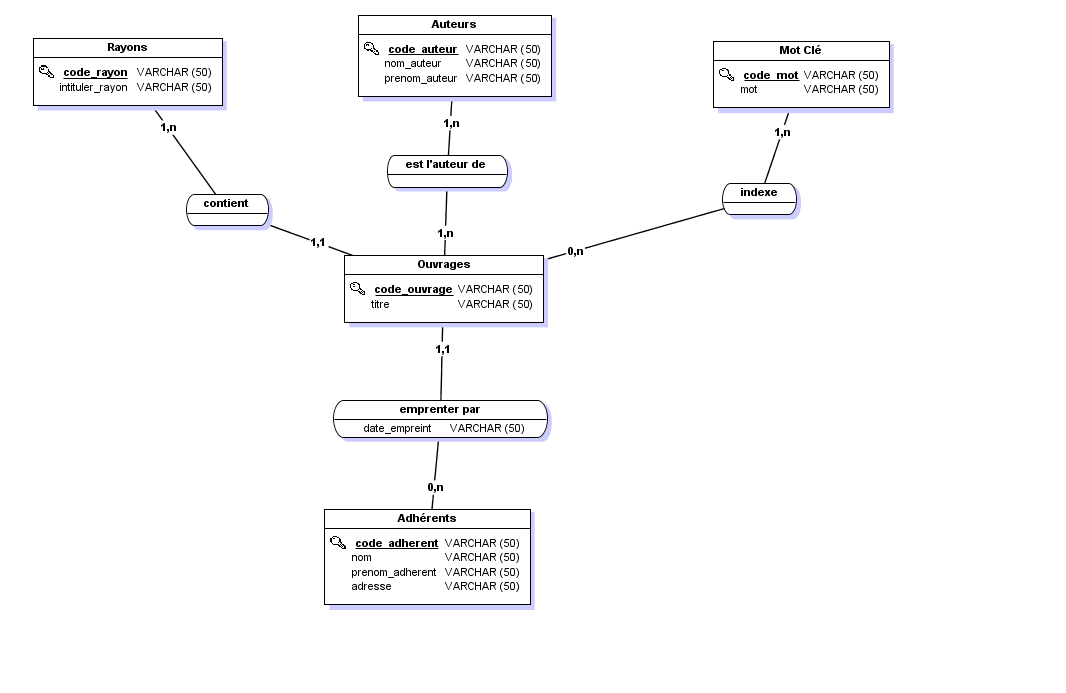 Rayons
code_rayon VARCHAR (50)
intituler_rayon VARCHAR (50)
Auteurs
code_auteur VARCHAR (50)
nom_auteur VARCHAR (50)
prenom_auteur VARCHAR (50)
Mot Clé
code_mot VARCHAR (50)
mot VARCHAR (50)
1,n
1,n
1,n
est l'auteur de
indexe
contient
1,1
1,n
0,n
Ouvrages
code_ouvrage VARCHAR (50)
titre VARCHAR (50)
1,1
emprenter par
date_empreint VARCHAR (50)
0,n
Adhérents
code_adherent VARCHAR (50)
nom VARCHAR (50)
prenom_adherent VARCHAR (50)
adresse VARCHAR (50)